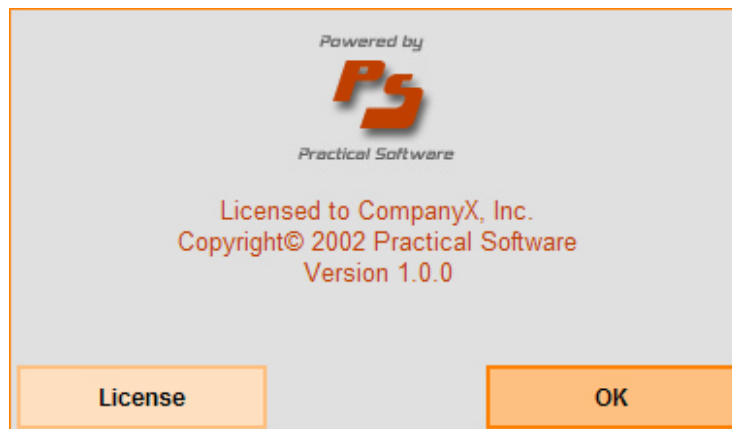 Powered by
PS
Practical Software
Licensed to CompanyX, Inc.
Copyright© 2002 Practical Software
Version 1.0.0
License
OK